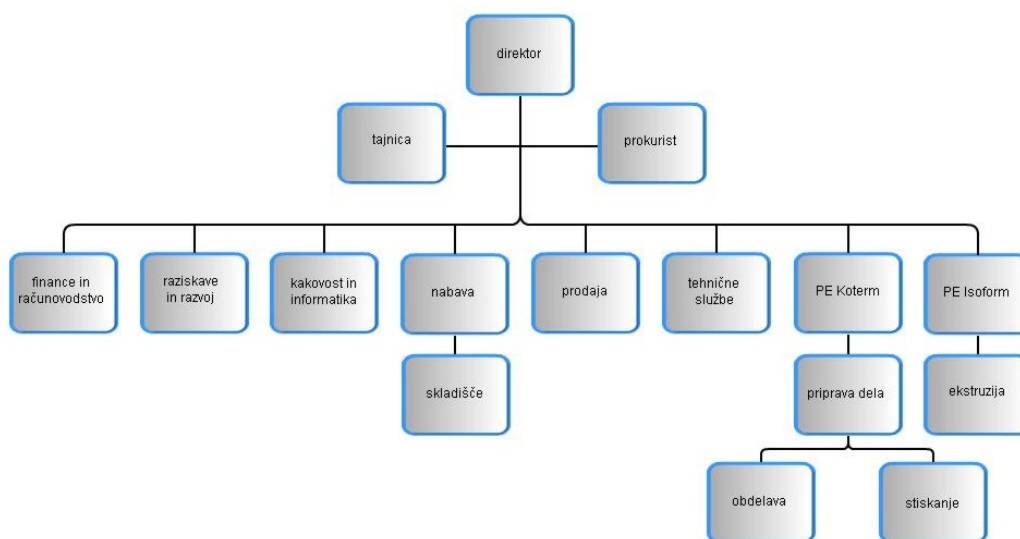 direktor
tajnica
prokurist
finance in
računovodstvo
raziskave
in razvoj
kakovost in
informatika
nabava
prodaja
tehnične
službe
PE Koterm
PE Isoform
skladišče
priprava dela
ekstruzija
obdelava
stiskanje